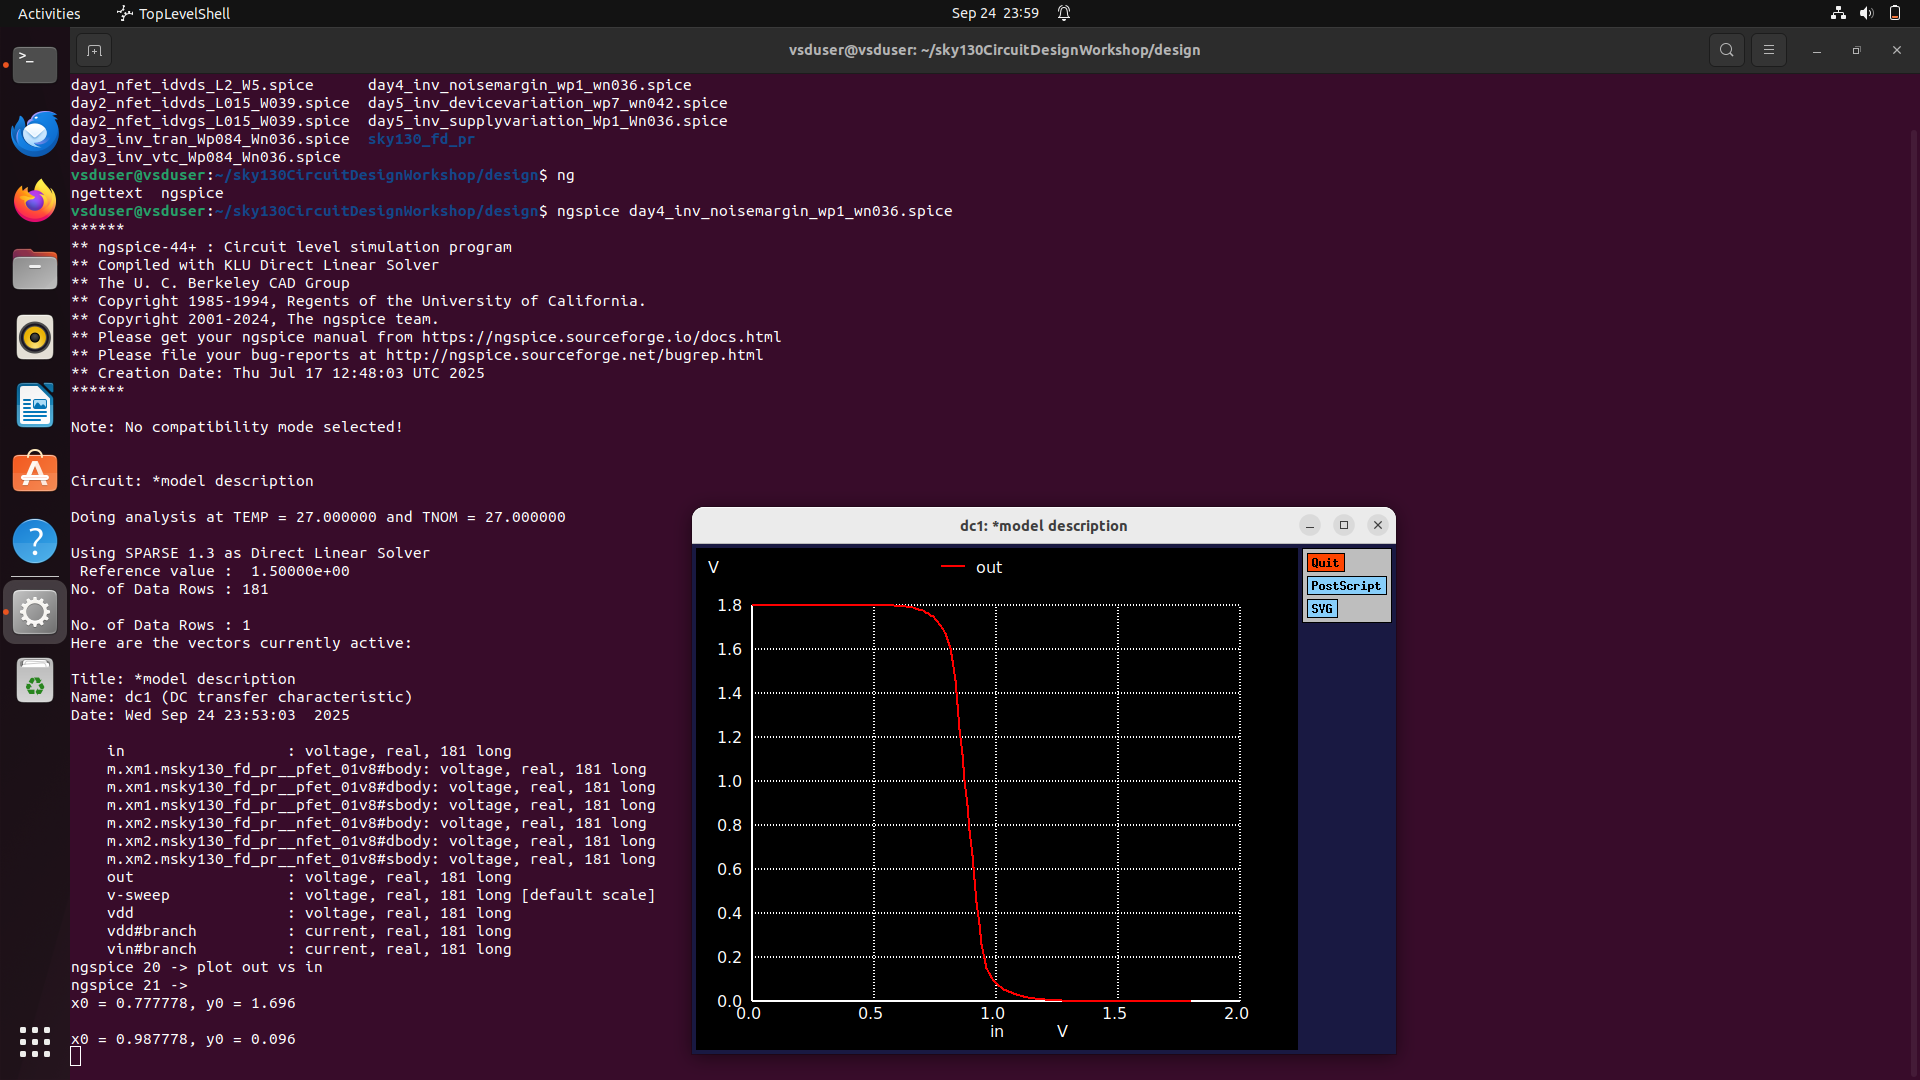 Activities TopLevelShell Sep 24 23:59
vsduser@vsduser: ~/sky130CircuitDesignWorkshop/design
day1_nfet_idvds_L2_W5.spice day4_inv_noisemargin_wp1_wn036.spice
day2_nfet_idvds_L015_W039.spice day5_inv_devicevariation_wp7_wn042.spice
day2_nfet_idvgs_L015_W039.spice day5_inv_supplyvariation_Wp1_Wn036.spice
day3_inv_tran_Wp084_Wn036.spice sky130_fd_pr
day3_inv_vtc_Wp084_Wn036.spice
vsduser@vsduser:~/sky130CircuitDesignWorkshop/design$ ng
ngettext ngspice
vsduser@vsduser:~/sky130CircuitDesignWorkshop/design$ ngspice day4_inv_noisemargin_wp1_wn036.spice
******
** ngspice-44+ : Circuit level simulation program
** Compiled with KLU Direct Linear Solver
** The U. C. Berkeley CAD Group
** Copyright 1985-1994, Regents of the University of California.
** Copyright 2001-2024, The ngspice team.
** Please get your ngspice manual from https://ngspice.sourceforge.io/docs.html
** Please file your bug-reports at http://ngspice.sourceforge.net/bugrep.html
** Creation Date: Thu Jul 17 12:48:03 UTC 2025
******
Note: No compatibility mode selected!
Circuit: *model description
Doing analysis at TEMP = 27.000000 and TNOM = 27.000000
Using SPARSE 1.3 as Direct Linear Solver
Reference value : 1.50000e+00
No. of Data Rows : 181
No. of Data Rows : 1
Here are the vectors currently active:
Title: *model description
Name: dc1 (DC transfer characteristic)
Date: Wed Sep 24 23:53:03 2025
in : voltage, real, 181 long
m.xm1.msky130_fd_pr__pfet_01v8#body: voltage, real, 181 long
m.xm1.msky130_fd_pr__pfet_01v8#dbody: voltage, real, 181 long
m.xm1.msky130_fd_pr__pfet_01v8#sbody: voltage, real, 181 long
m.xm2.msky130_fd_pr__nfet_01v8#body: voltage, real, 181 long
m.xm2.msky130_fd_pr__nfet_01v8#dbody: voltage, real, 181 long
m.xm2.msky130_fd_pr__nfet_01v8#sbody: voltage, real, 181 long
out : voltage, real, 181 long
v-sweep : voltage, real, 181 long [default scale]
vdd : voltage, real, 181 long
vdd#branch : current, real, 181 long
vin#branch : current, real, 181 long
ngspice 20 -> plot out vs in
ngspice 21 ->
x0 = 0.777778, y0 = 1.696
x0 = 0.987778, y0 = 0.096
dc1: *model description
V out
Quit
PostScript
SVG
1.8
1.6
1.4
1.2
1.0
0.8
0.6
0.4
0.2
0.0
0.0 0.5 1.0 1.5 2.0
in V